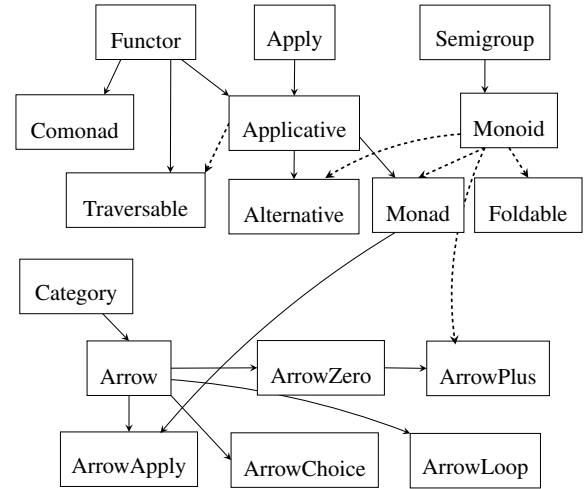 Functor
Apply
Semigroup
Comonad
Applicative
Monoid
Traversable
Alternative
Monad
Foldable
Category
Arrow
ArrowZero
ArrowPlus
ArrowApply
ArrowChoice
ArrowLoop